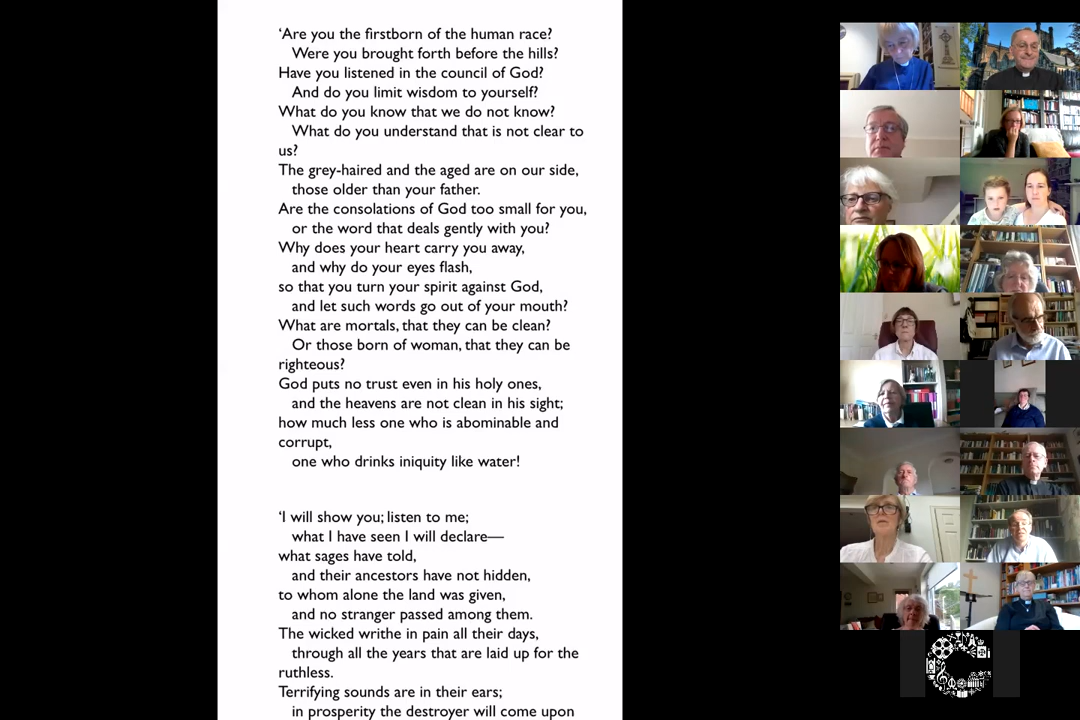 ‘Are you the firstborn of the human race?
Were you brought forth before the hills?
Have you listened in the council of God?
And do you limit wisdom to yourself?
What do you know that we do not know?
What do you understand that is not clear to
us?
The grey-haired and the aged are on our side,
those older than your father.
Are the consolations of God too small for you,
or the word that deals gently with you?
Why does your heart carry you away,
and why do your eyes flash,
so that you turn your spirit against God,
and let such words go out of your mouth?
What are mortals, that they can be clean?
Or those born of woman, that they can be
righteous?
God puts no trust even in his holy ones,
and the heavens are not clean in his sight;
how much less one who is abominable and
corrupt,
one who drinks iniquity like water!
‘I will show you; listen to me;
what I have seen I will declare—
what sages have told,
and their ancestors have not hidden,
to whom alone the land was given,
and no stranger passed among them.
The wicked writhe in pain all their days,
through all the years that are laid up for the
ruthless.
Terrifying sounds are in their ears;
in prosperity the destroyer will come upon